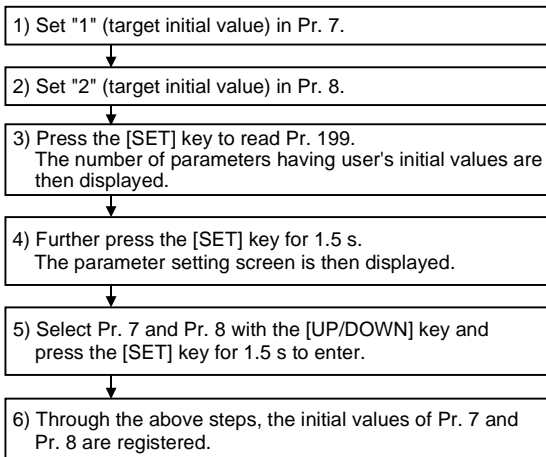 1) Set "1" (target initial value) in Pr. 7.
2) Set "2" (target initial value) in Pr. 8.
3) Press the [SET] key to read Pr. 199.
The number of parameters having user's initial values are
then displayed.
4) Further press the [SET] key for 1.5 s.
The parameter setting screen is then displayed.
5) Select Pr. 7 and Pr. 8 with the [UP/DOWN] key and
press the [SET] key for 1.5 s to enter.
6) Through the above steps, the initial values of Pr. 7 and
Pr. 8 are registered.